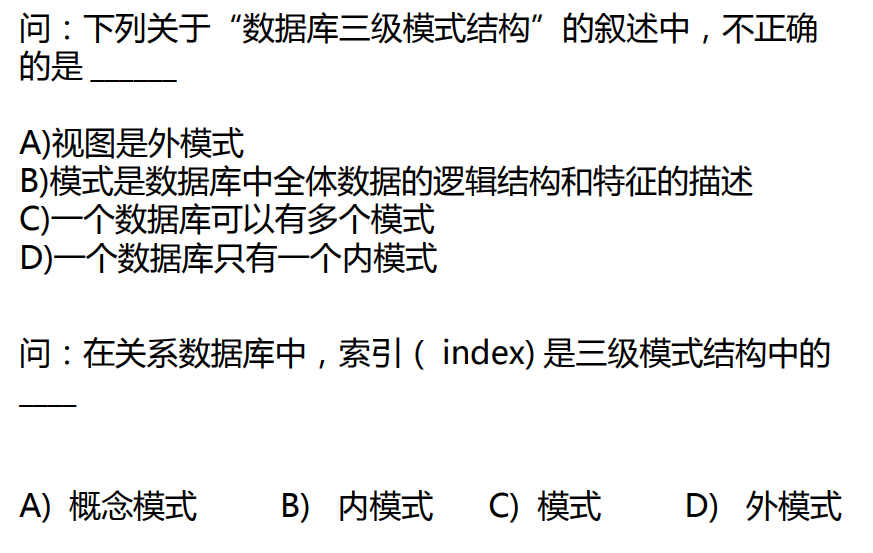 问：下列关于“数据库三级模式结构”的叙述中，不正确
的是 ______
A)视图是外模式
B)模式是数据库中全体数据的逻辑结构和特征的描述
C)一个数据库可以有多个模式
D)一个数据库只有一个内模式
问：在关系数据库中，索引（ index) 是三级模式结构中的
____
A) 概念模式 B) 内模式 C) 模式 D) 外模式